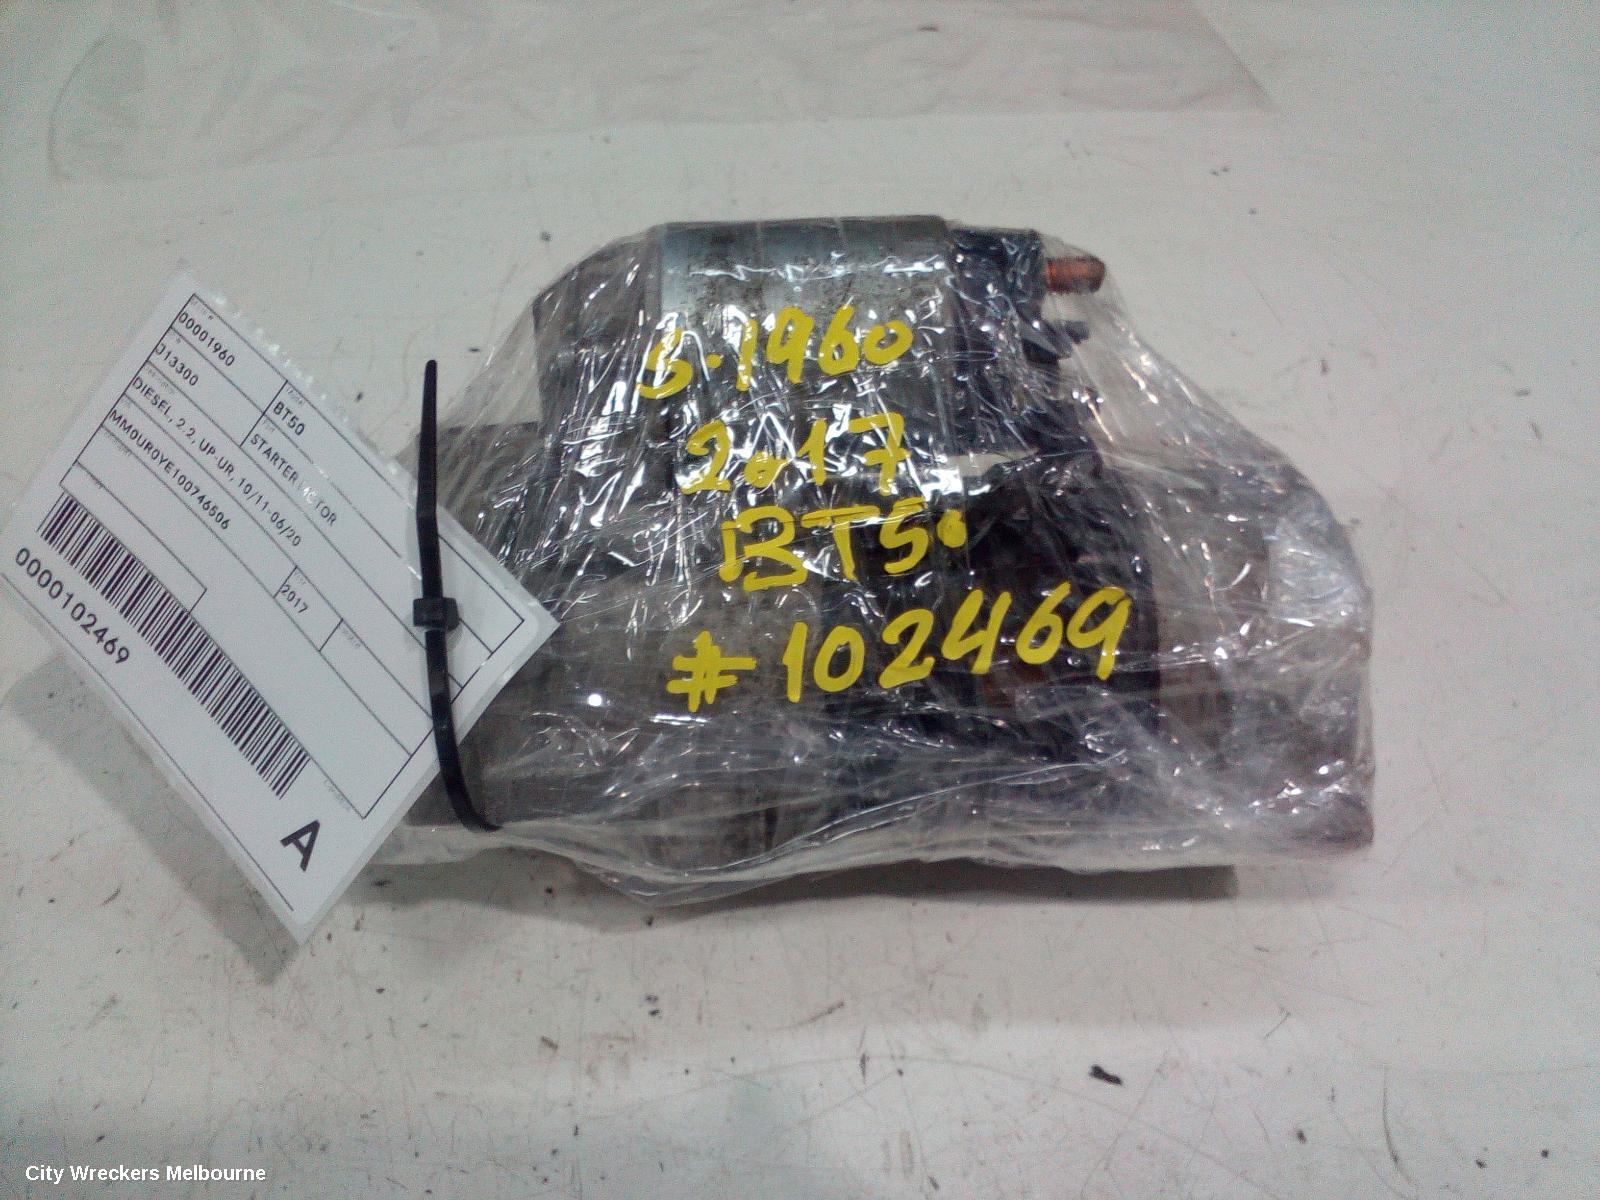 00001960
J13300
BT50
STARTER MOTOR
DIESEL, 2.2, UP-UR, 10/11-06/20
MM0UR0YE100746506
2017
0000102469
A
S.1960
2017
BT50
#102469
City Wreckers Melbourne